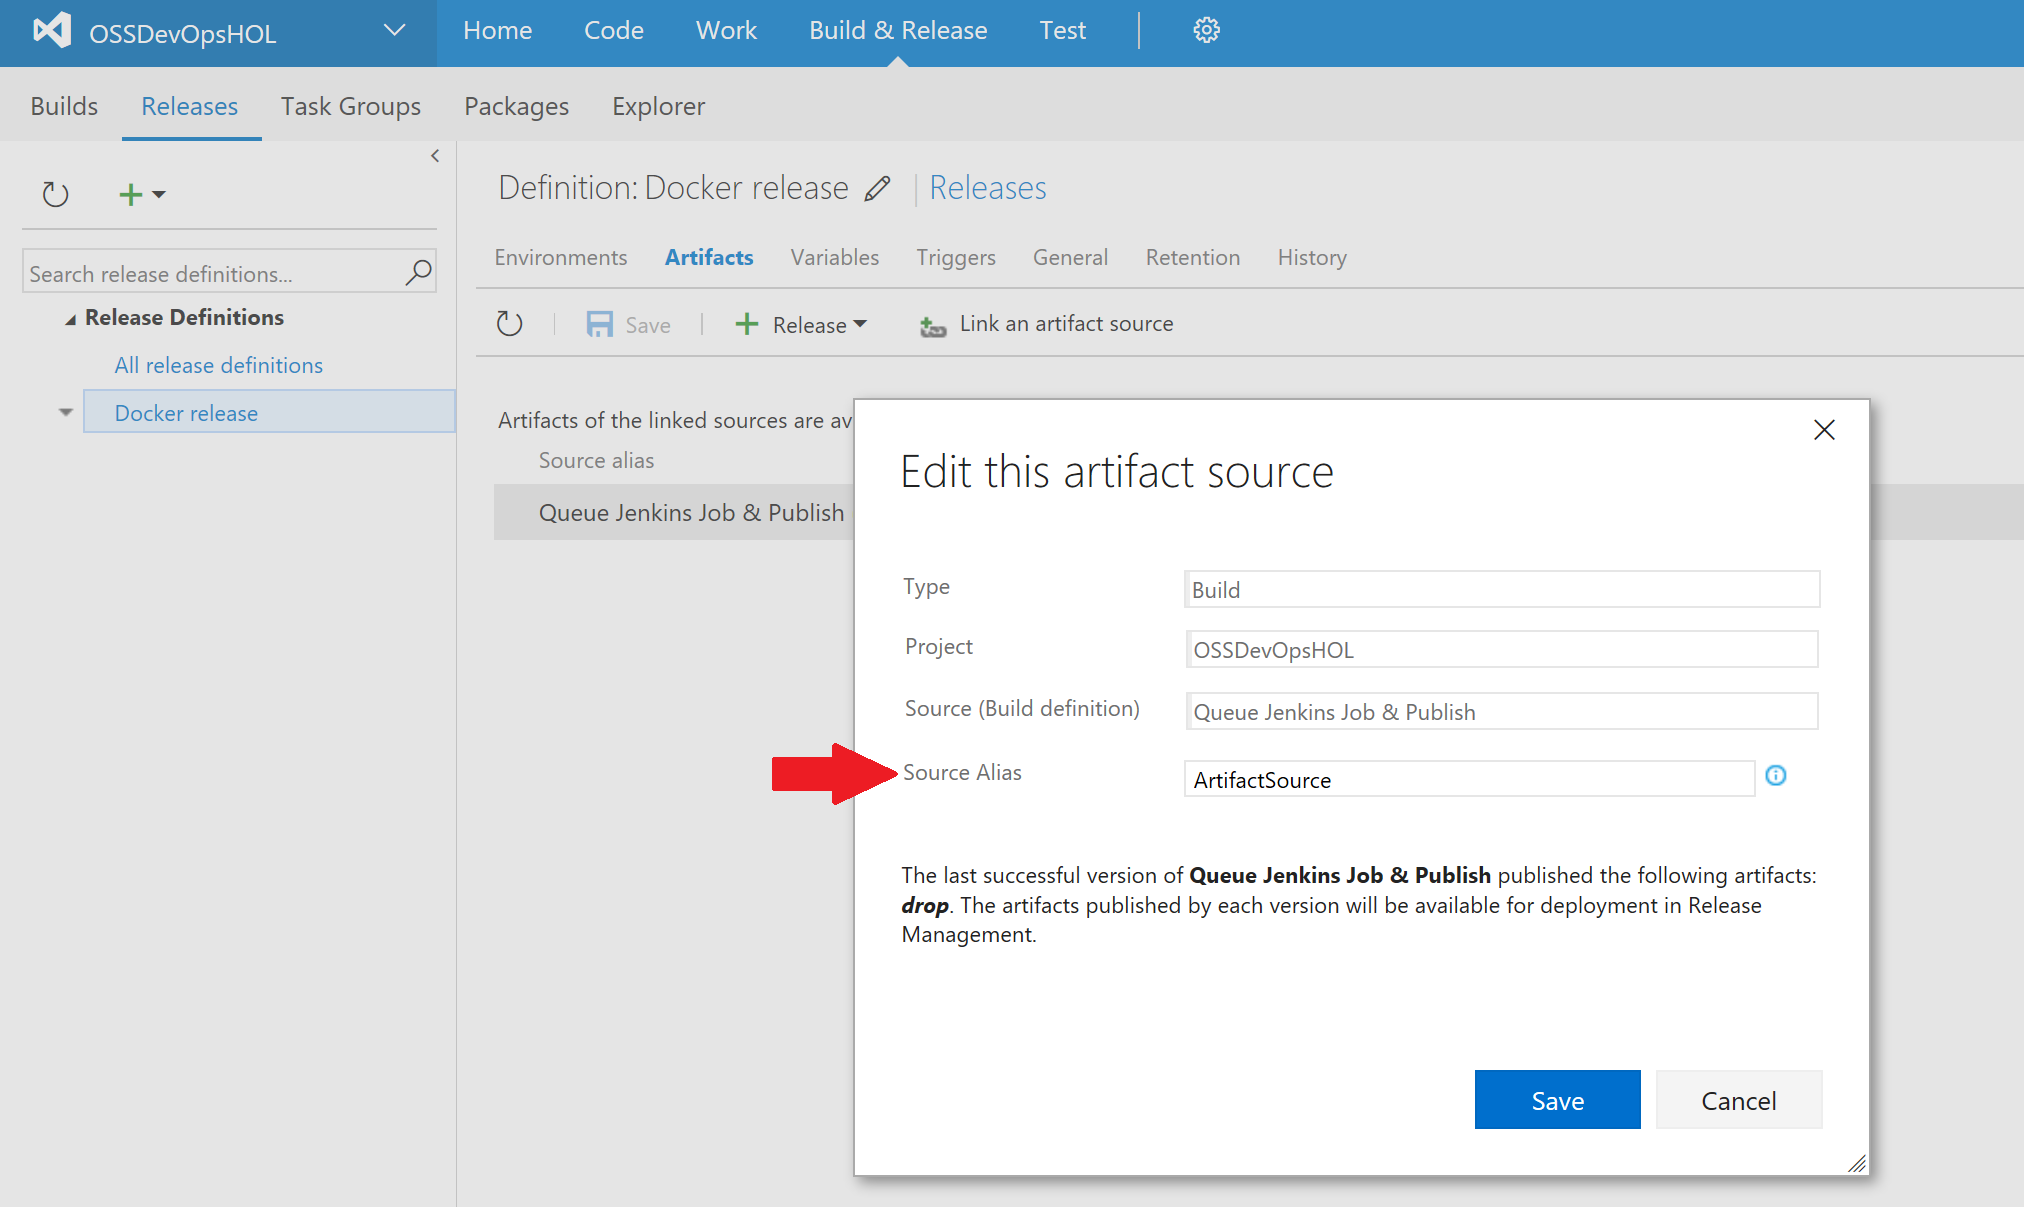 OSSDevOpsHOL
Home Code Work Build & Release Test
Builds Releases Task Groups Packages Explorer
Search release definitions...
Release Definitions
All release definitions
Docker release
Definition: Docker release | Releases
Environments Artifacts Variables Triggers General Retention History
Save Release Link an artifact source
Artifacts of the linked sources are av
Source alias
Queue Jenkins Job & Publish
Edit this artifact source
Type Build
Project OSSDevOpsHOL
Source (Build definition) Queue Jenkins Job & Publish
Source Alias ArtifactSource
The last successful version of Queue Jenkins Job & Publish published the following artifacts:
drop. The artifacts published by each version will be available for deployment in Release
Management.
Save Cancel